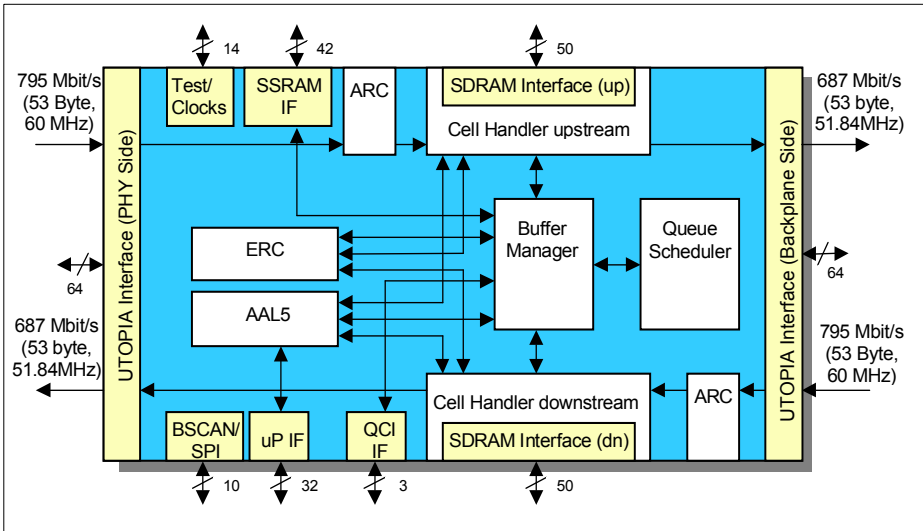 14
42
50
795 Mbit/s
(53 Byte,
60 MHz)
Test/
Clocks
SSRAM
IF
ARC
SDRAM Interface (up)
Cell Handler upstream
687 Mbit/s
(53 byte,
51.84MHz)
UTOPIA Interface (PHY Side)
UTOPIA Interface (Backplane Side)
ERC
Buffer
Manager
Queue
Scheduler
64
64
AAL5
687 Mbit/s
(53 byte,
51.84MHz)
795 Mbit/s
(53 Byte,
60 MHz)
Cell Handler downstream
ARC
BSCAN/
SPI
uP IF
QCI
IF
SDRAM Interface (dn)
10
32
3
50